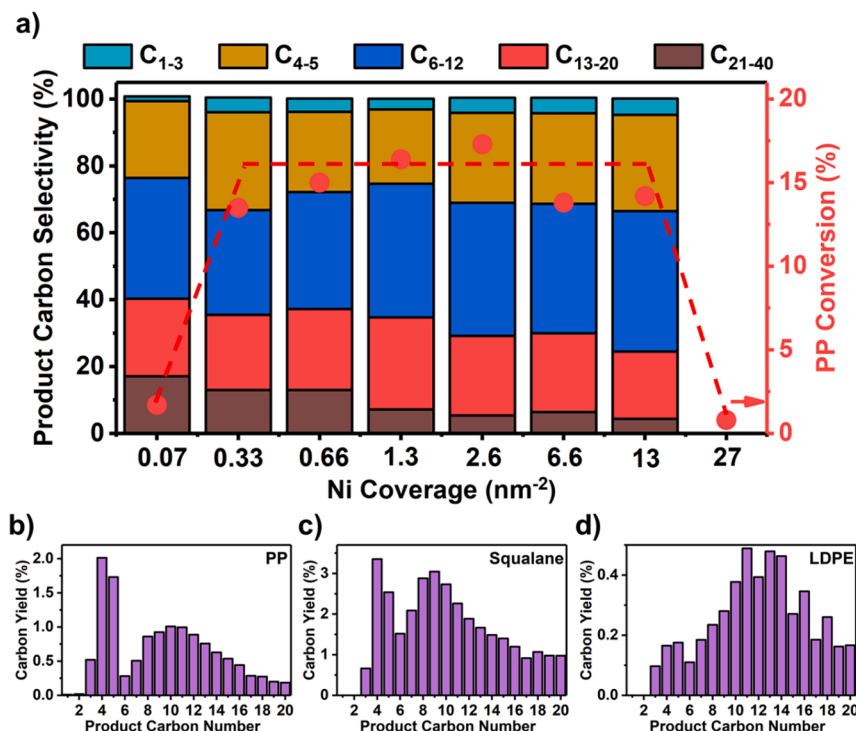 a)
C₁₋₃ C₄₋₅ C₆₋₁₂ C₁₃₋₂₀ C₂₁₋₄₀
Product Carbon Selectivity (%)
100
80
60
40
20
0
20
15
10
5
0
PP Conversion (%)
0.07 0.33 0.66 1.3 2.6 6.6 13 27
Ni Coverage (nm⁻²)
b)
PP
Carbon Yield (%)
2.0
1.5
1.0
0.5
0.0
2 4 6 8 10 12 14 16 18 20
Product Carbon Number
c)
Squalane
Carbon Yield (%)
3
2
1
0
2 4 6 8 10 12 14 16 18 20
Product Carbon Number
d)
LDPE
Carbon Yield (%)
0.4
0.2
0.0
2 4 6 8 10 12 14 16 18 20
Product Carbon Number